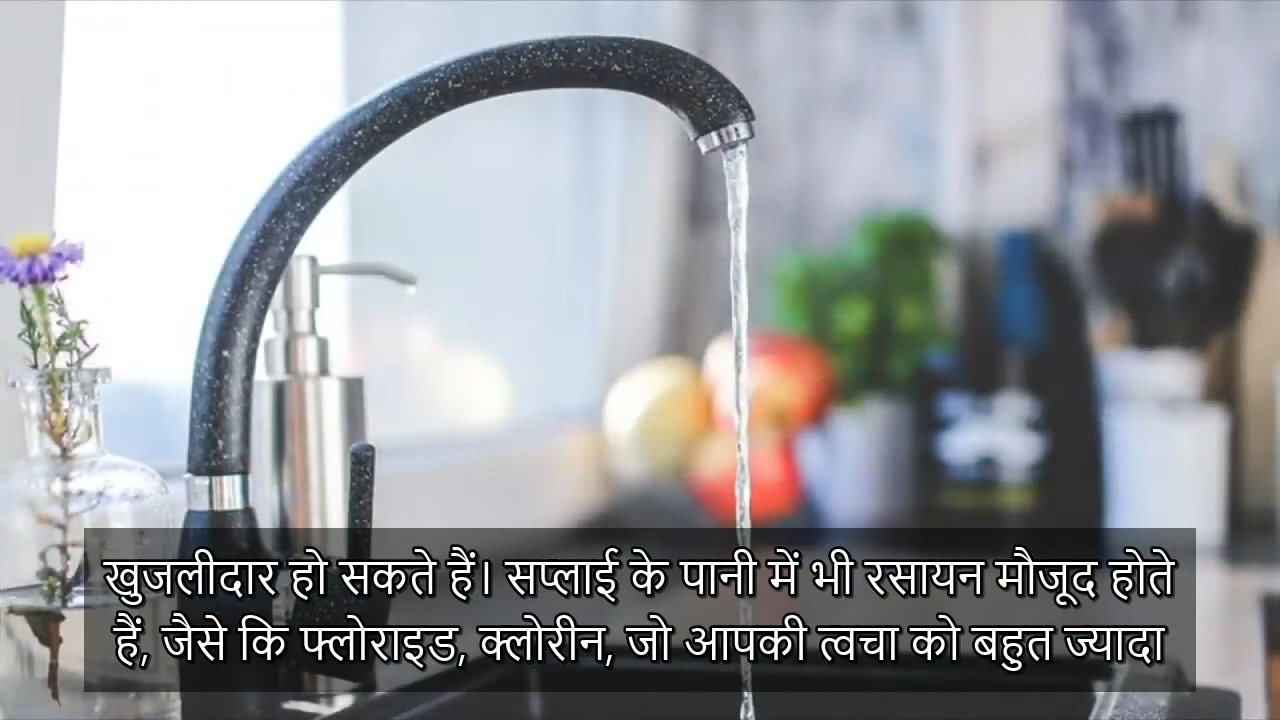 खुजलीदार हो सकते हैं। सप्लाई के पानी में भी रसायन मौजूद होते
हैं, जैसे कि फ्लोराइड, क्लोरीन, जो आपकी त्वचा को बहुत ज्यादा